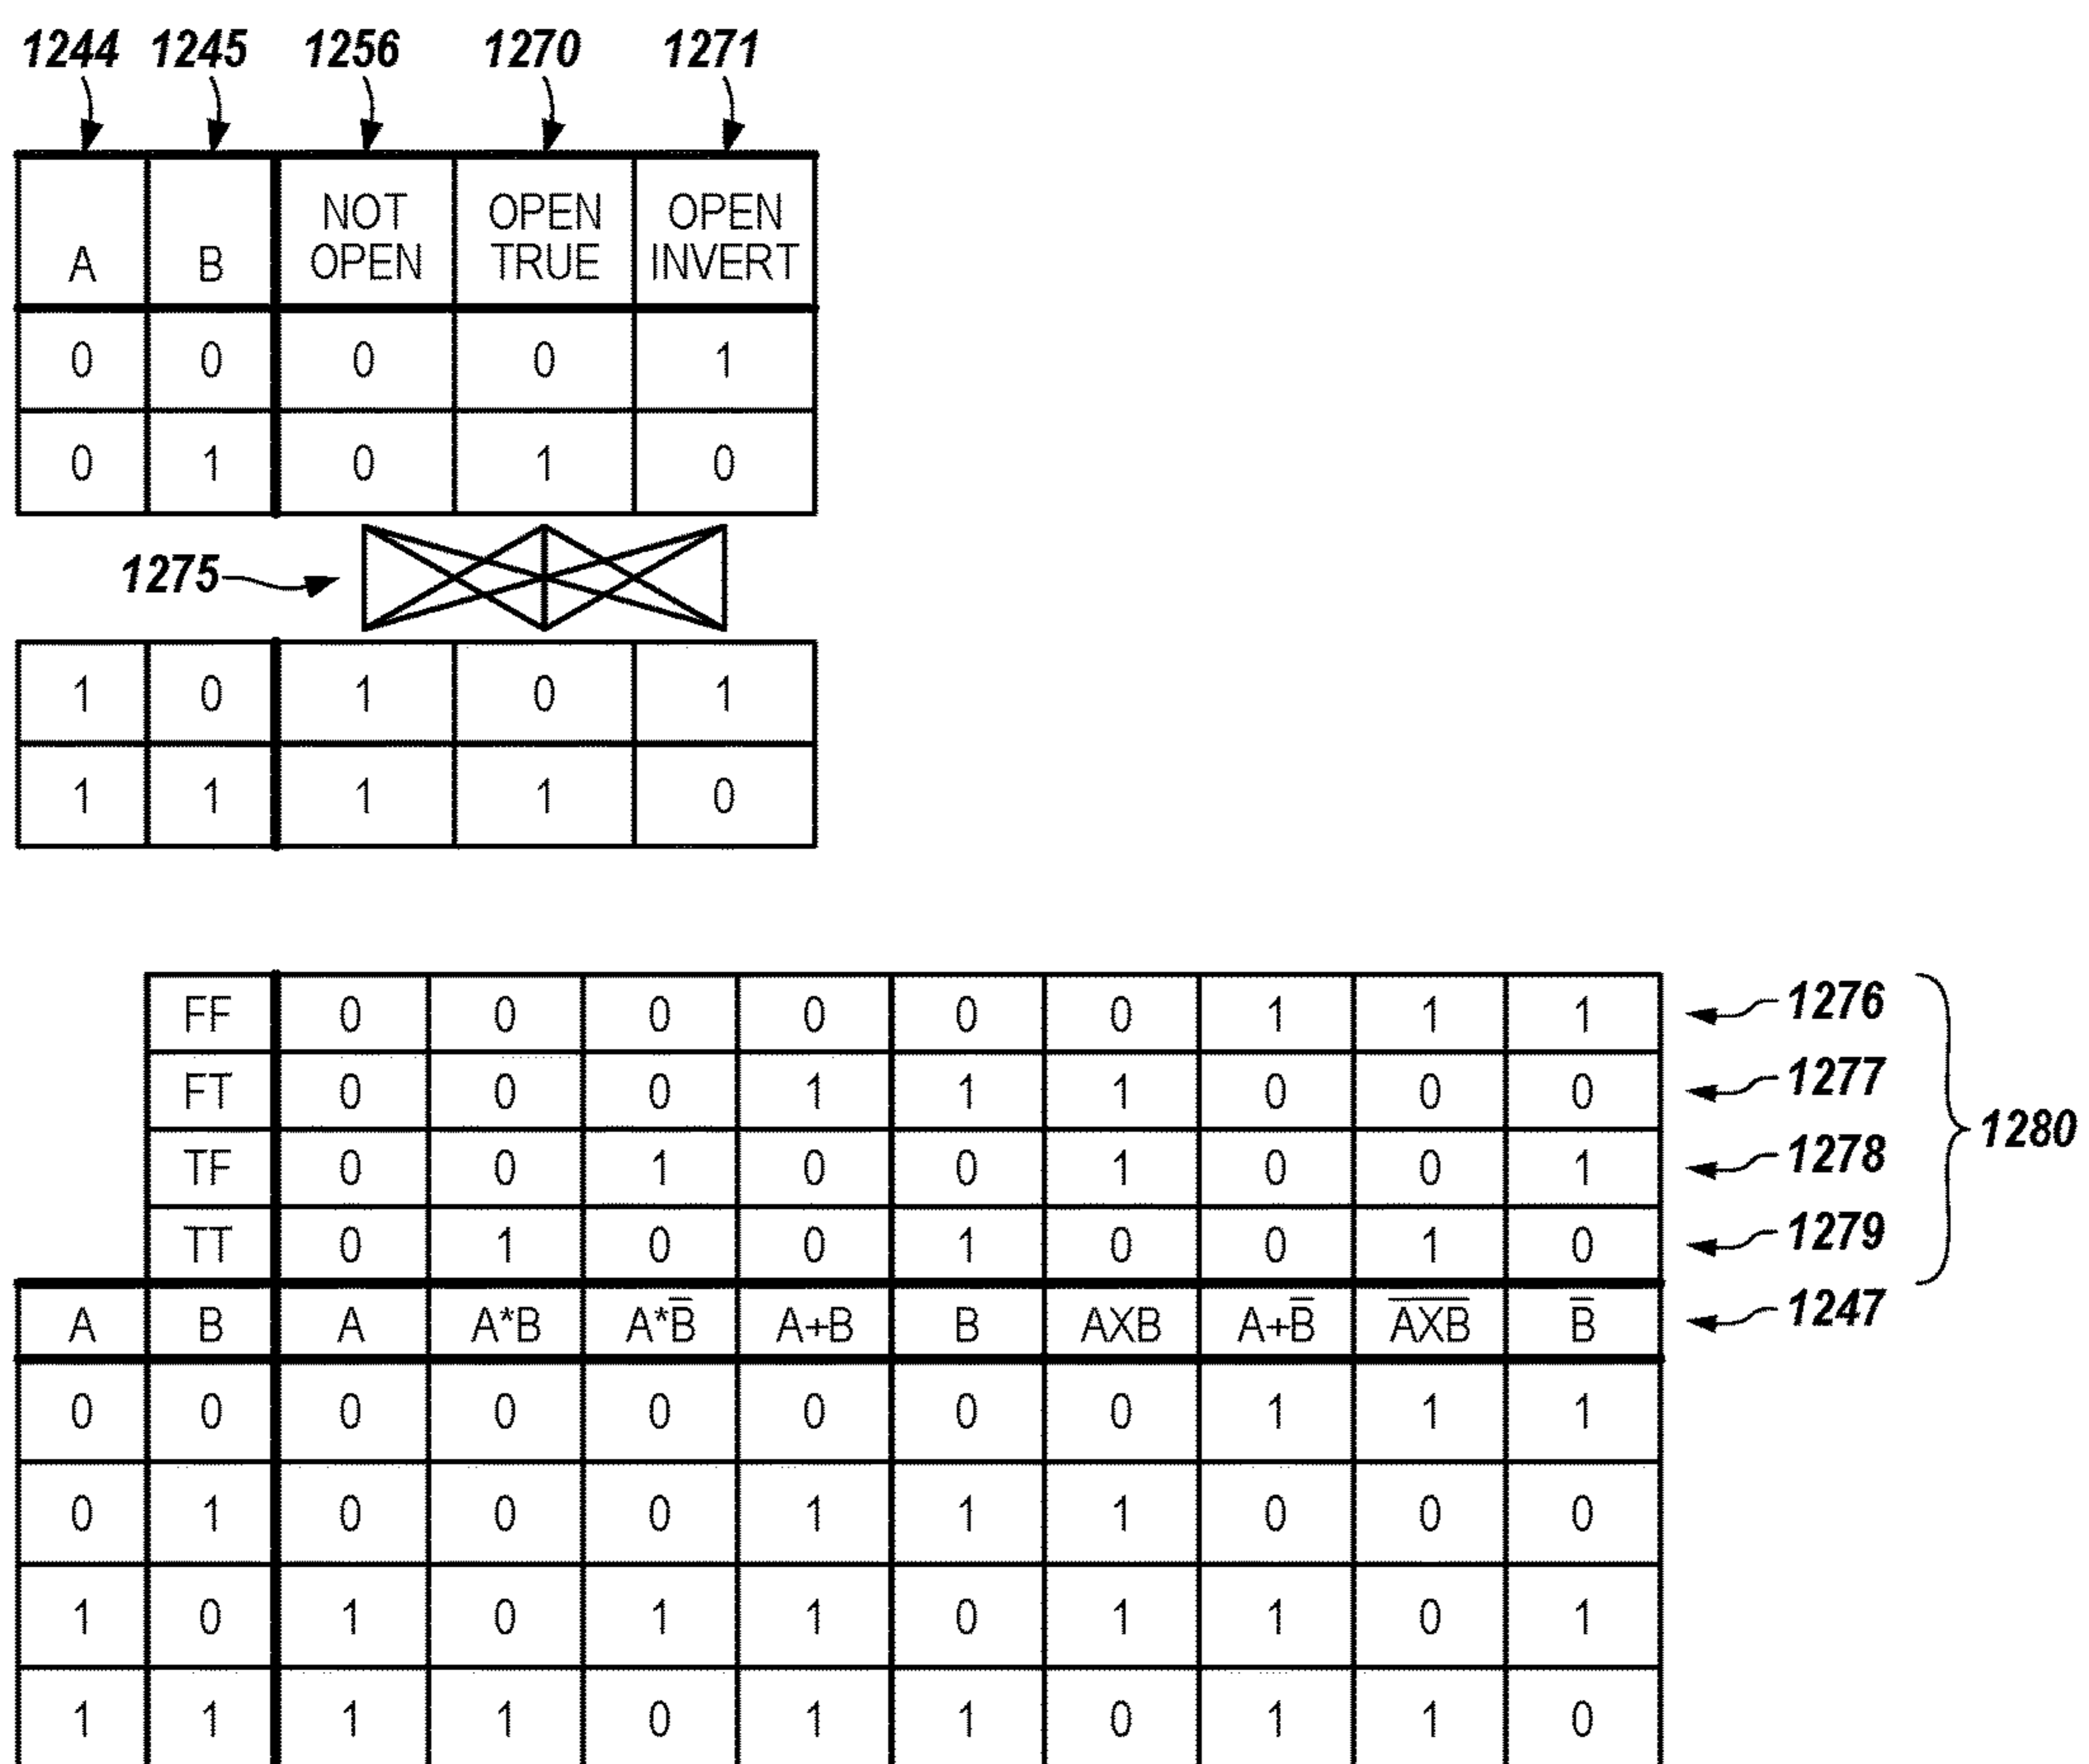 1244 1245 1256 1270 1271
A B NOT OPEN OPEN TRUE OPEN INVERT
0 0 0 0 1
0 1 0 1 0
1275
1 0 1 0 1
1 1 1 1 0
FF 0 0 0 0 0 0 1 1 1 1276
FT 0 0 0 1 1 1 0 0 0 1277
1280
TF 0 0 1 0 0 1 0 0 1 1278
TT 0 1 0 0 1 0 0 1 0 1279
A B A A*B A*B̅ A+B B AXB A+B̅ A̅X̅B̅ B̅ 1247
0 0 0 0 0 0 0 0 1 1 1
0 1 0 0 0 1 1 1 0 0 0
1 0 1 0 1 1 0 1 1 0 1
1 1 1 1 0 1 1 0 1 1 0